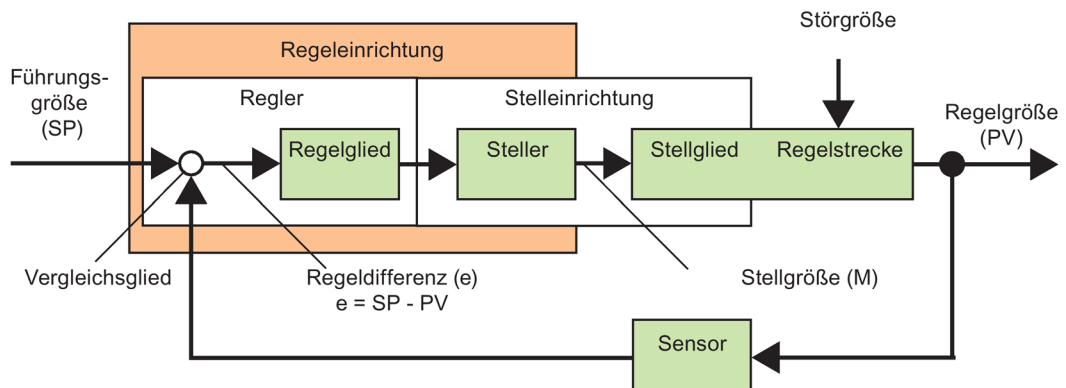 Störgröße
Regeleinrichtung
Führungs-
größe
(SP)
Regler
Stelleinrichtung
Regelgröße
(PV)
Regelglied
Steller
Stellglied
Regelstrecke
Vergleichsglied
Regeldifferenz (e)
e = SP - PV
Stellgröße (M)
Sensor